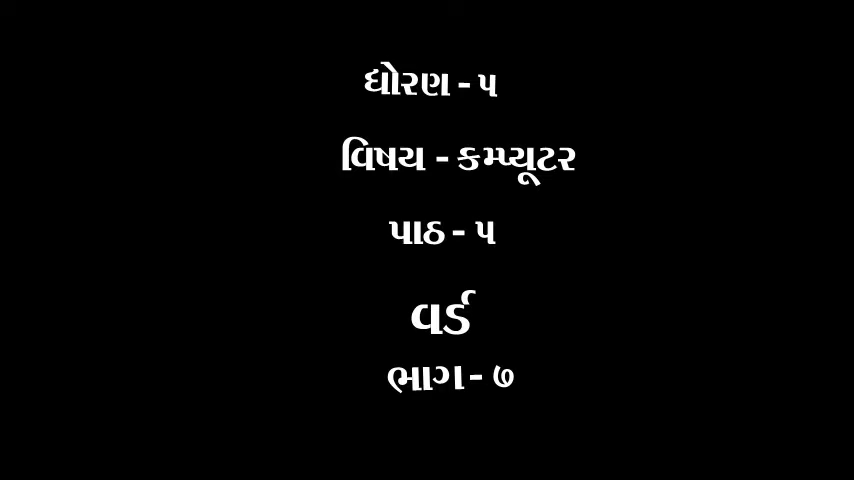 ધોરણ - ૫
વિષય - કમ્પ્યૂટર
પાઠ - ૫
વર્ડ
ભાગ - ૭